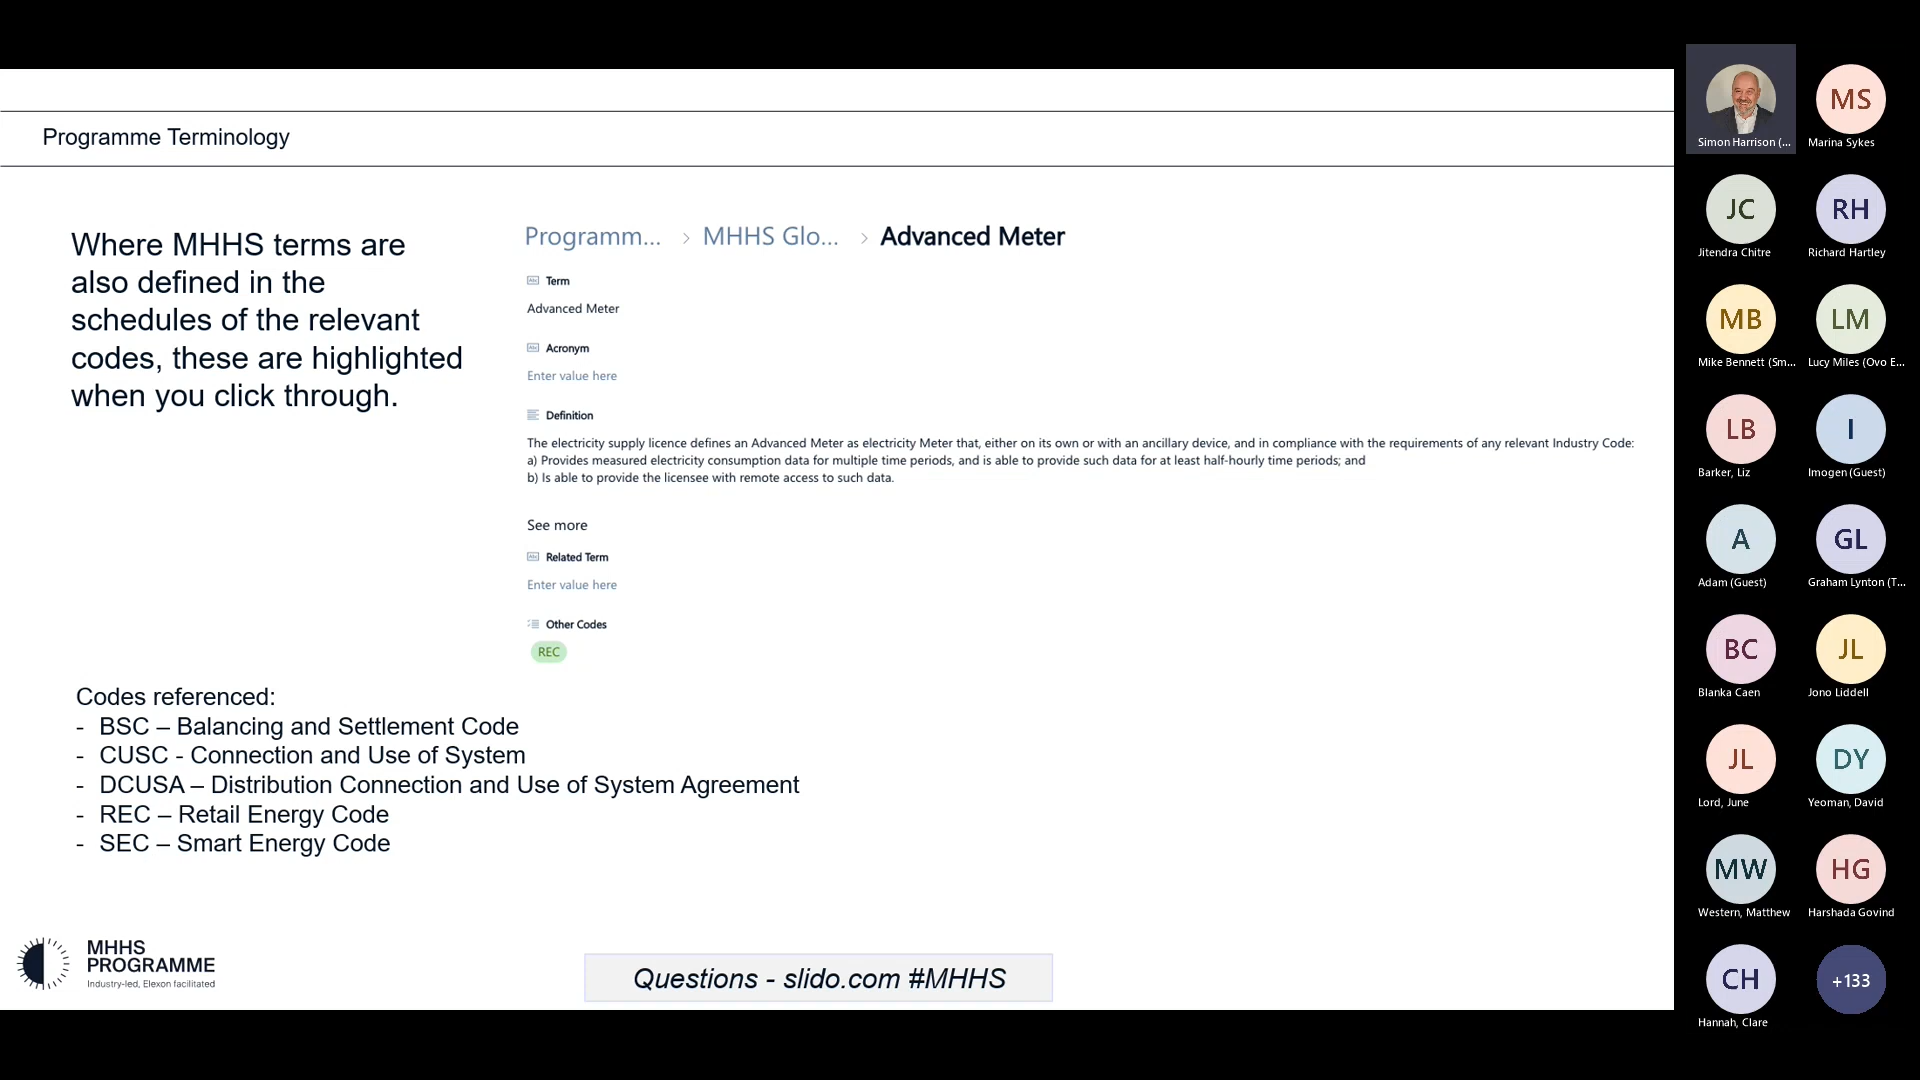 Programme Terminology
Where MHHS terms are
also defined in the
schedules of the relevant
codes, these are highlighted
when you click through.
Programm... > MHHS Glo... > Advanced Meter
Abc Term
Advanced Meter
Abc Acronym
Enter value here
Definition
The electricity supply licence defines an Advanced Meter as electricity Meter that, either on its own or with an ancillary device, and in compliance with the requirements of any relevant Industry Code:
a) Provides measured electricity consumption data for multiple time periods, and is able to provide such data for at least half-hourly time periods; and
b) Is able to provide the licensee with remote access to such data.
See more
Abc Related Term
Enter value here
Other Codes
REC
Codes referenced:
- BSC – Balancing and Settlement Code
- CUSC - Connection and Use of System
- DCUSA – Distribution Connection and Use of System Agreement
- REC – Retail Energy Code
- SEC – Smart Energy Code
MHHS
PROGRAMME
Industry-led, Elexon facilitated
Questions - slido.com #MHHS
Simon Harrison (...
MS
Marina Sykes
JC
Jitendra Chitre
RH
Richard Hartley
MB
Mike Bennett (Sm...
LM
Lucy Miles (Ovo E...
LB
Barker, Liz
I
Imogen (Guest)
A
Adam (Guest)
GL
Graham Lynton (T...
BC
Blanka Caen
JL
Jono Liddell
JL
Lord, June
DY
Yeoman, David
MW
Western, Matthew
HG
Harshada Govind
CH
Hannah, Clare
+133